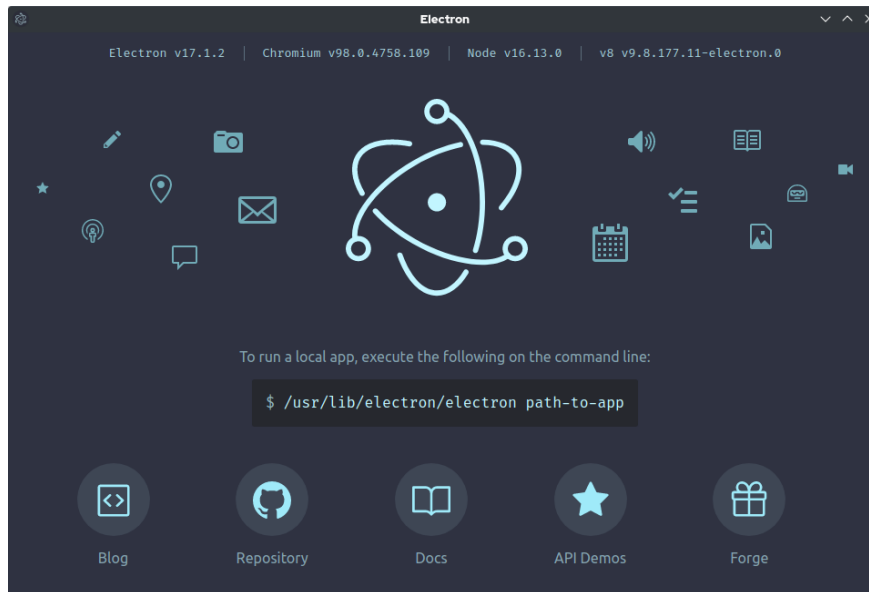 Electron
Electron v17.1.2 | Chromium v98.0.4758.109 | Node v16.13.0 | v8 v9.8.177.11-electron.0
To run a local app, execute the following on the command line:
$ /usr/lib/electron/electron path-to-app
Blog Repository Docs API Demos Forge